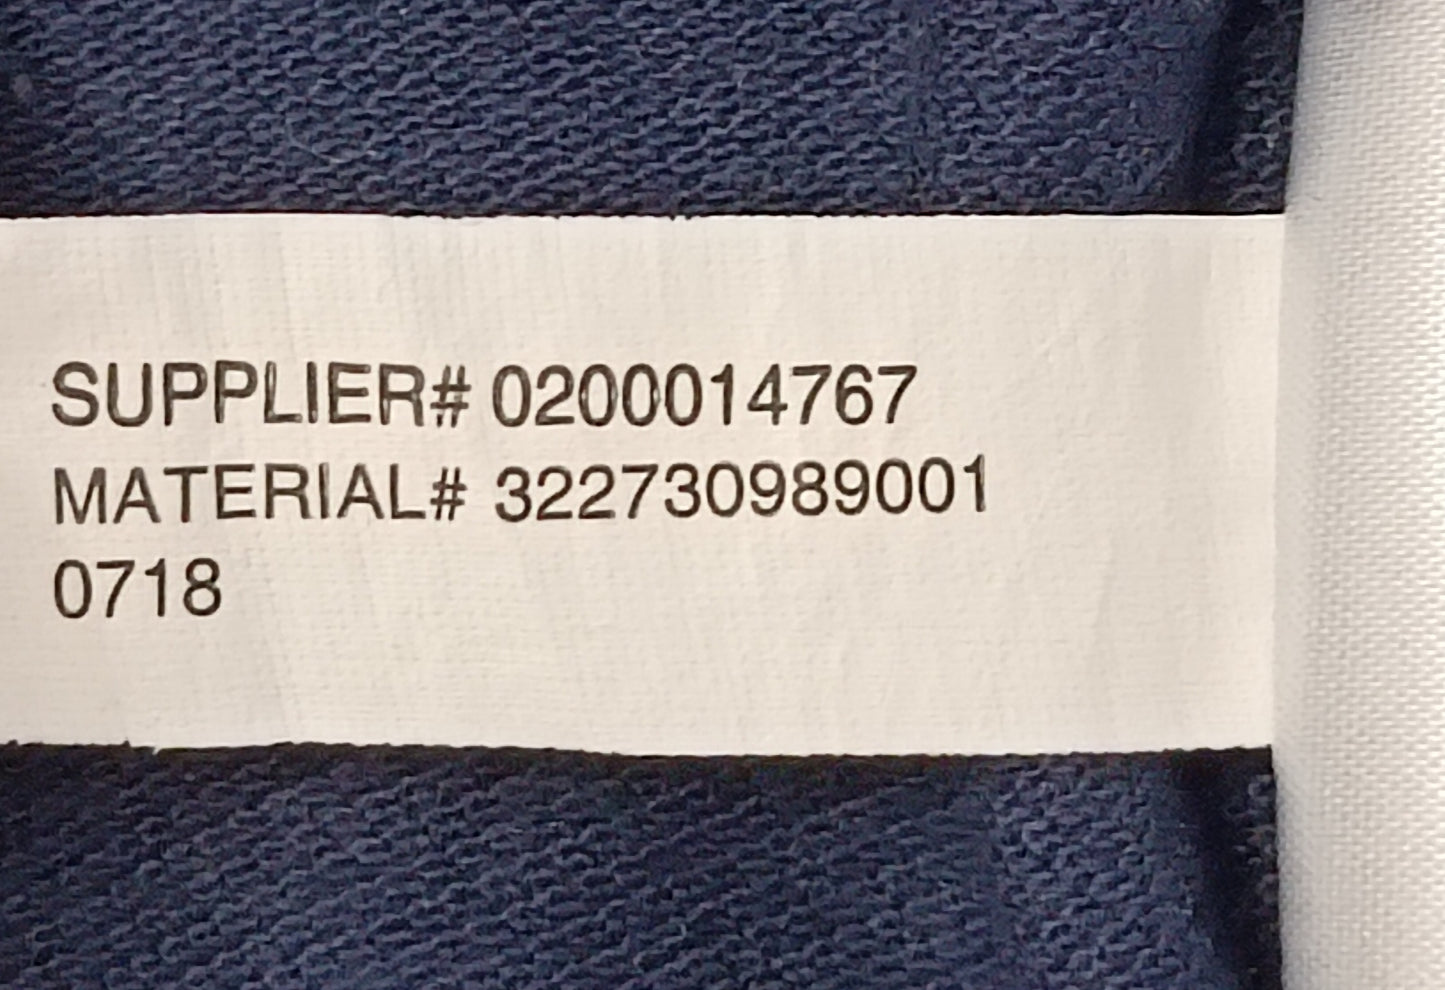 SUPPLIER# 0200014767
MATERIAL# 322730989001
0718